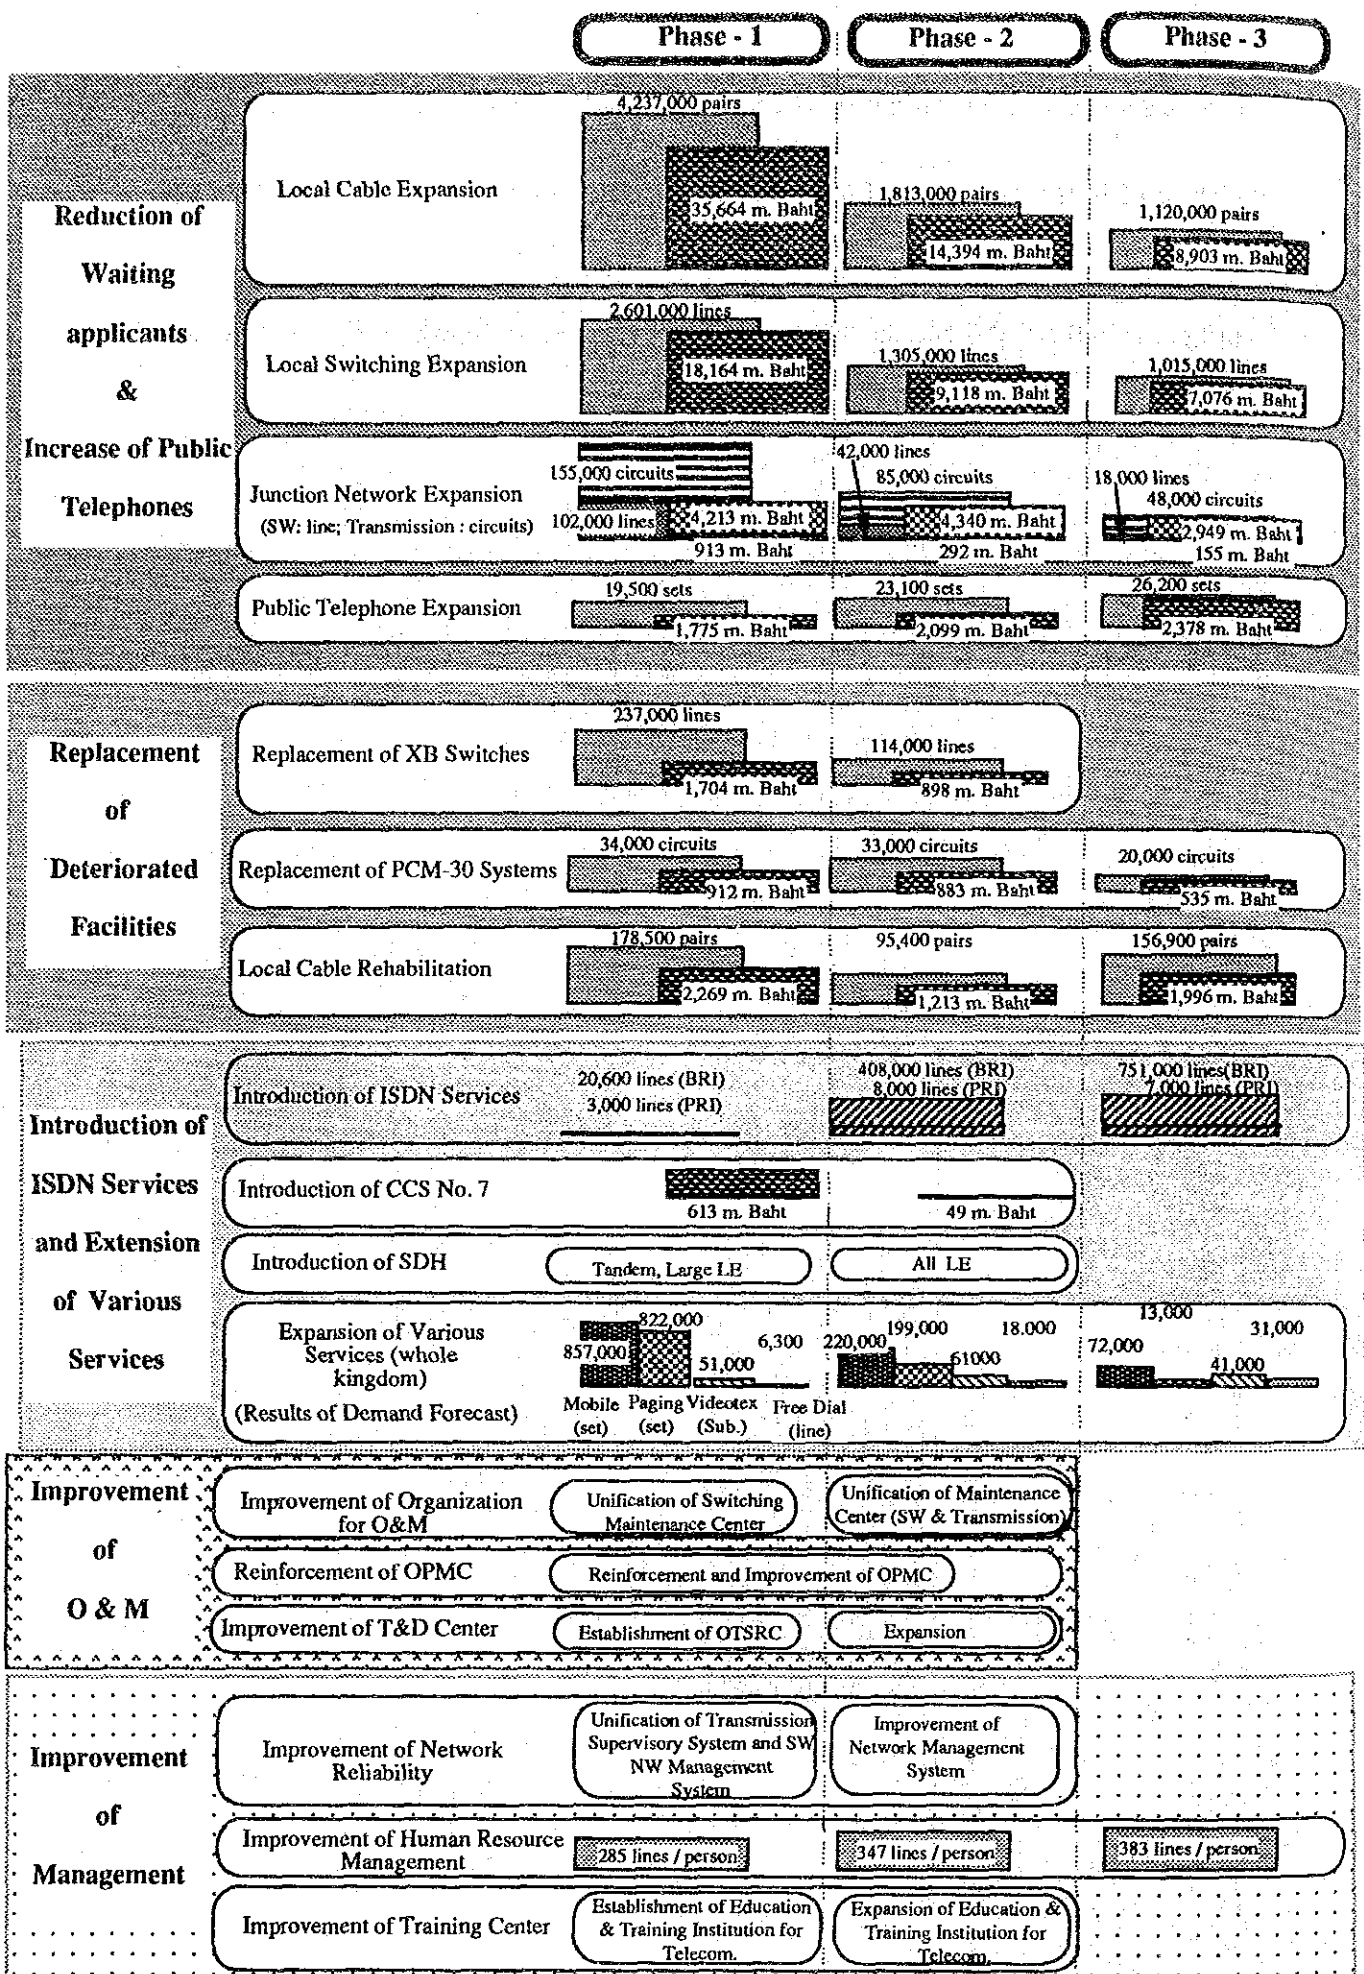 Phase - 1
Phase - 2
Phase - 3
Reduction of
Waiting
applicants
&
Increase of Public
Telephones
Local Cable Expansion
4,237,000 pairs
35,664 m. Baht
1,813,000 pairs
14,394 m. Baht
1,120,000 pairs
8,903 m. Baht
Local Switching Expansion
2,601,000 lines
18,164 m. Baht
1,305,000 lines
9,118 m. Baht
1,015,000 lines
7,076 m. Baht
Junction Network Expansion
(SW: line; Transmission : circuits)
155,000 circuits
102,000 lines
4,213 m. Baht
913 m. Baht
42,000 lines
85,000 circuits
4,340 m. Baht
292 m. Baht
18,000 lines
48,000 circuits
2,949 m. Baht
155 m. Baht
Public Telephone Expansion
19,500 sets
1,775 m. Baht
23,100 sets
2,099 m. Baht
26,200 sets
2,378 m. Baht
Replacement
of
Deteriorated
Facilities
Replacement of XB Switches
237,000 lines
1,704 m. Baht
114,000 lines
898 m. Baht
Replacement of PCM-30 Systems
34,000 circuits
912 m. Baht
33,000 circuits
883 m. Baht
20,000 circuits
535 m. Baht
Local Cable Rehabilitation
178,500 pairs
2,269 m. Baht
95,400 pairs
1,213 m. Baht
156,900 pairs
1,996 m. Baht
Introduction of
ISDN Services
and Extension
of Various
Services
Introduction of ISDN Services
20,600 lines (BRI)
3,000 lines (PRI)
408,000 lines (BRI)
8,000 lines (PRI)
751,000 lines(BRI)
7,000 lines (PRI)
Introduction of CCS No. 7
613 m. Baht
49 m. Baht
Introduction of SDH
Tandem, Large LE
All LE
Expansion of Various
Services (whole
kingdom)
(Results of Demand Forecast)
857,000
822,000
51,000
6,300
Mobile
(set)
Paging
(set)
Videotex
(Sub.)
Free Dial
(line)
220,000
199,000
61000
18.000
72,000
13,000
41,000
31,000
Improvement
of
O & M
Improvement of Organization
for O&M
Unification of Switching
Maintenance Center
Unification of Maintenance
Center (SW & Transmission)
Reinforcement of OPMC
Reinforcement and Improvement of OPMC
Improvement of T&D Center
Establishment of OTSRC
Expansion
Improvement
of
Management
Improvement of Network
Reliability
Unification of Transmission
Supervisory System and SW
NW Management
System
Improvement of
Network Management
System
Improvement of Human Resource
Management
285 lines / person
347 lines / person
383 lines / person
Improvement of Training Center
Establishment of Education
& Training Institution for
Telecom.
Expansion of Education &
Training Institution for
Telecom.